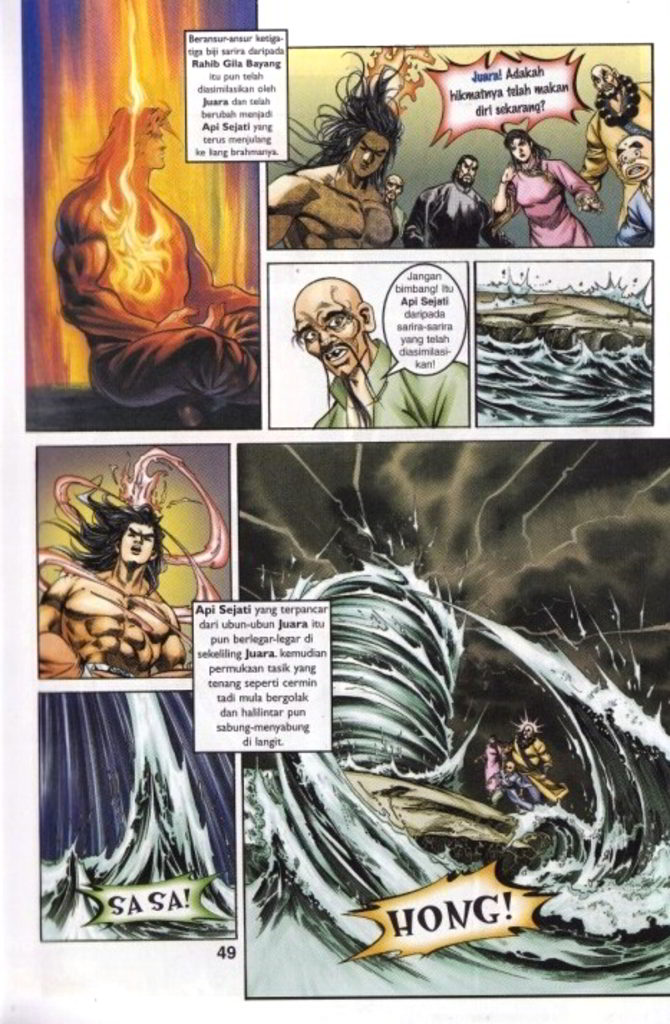 Beransur-ansur ketiga-
tiga biji sarira daripada
Rahib Gila Bayang
itu pun telah
diasimilasikan oleh
Juara dan telah
berubah menjadi
Api Sejati yang
terus menjulang
ke liang brahmanya.
Juara! Adakah
hikmatnya telah makan
diri sekarang?
Jangan
bimbang! Itu
Api Sejati
daripada
sarira-sarira
yang telah
diasimilasi-
kan!
Api Sejati yang terpancar
dari ubun-ubun Juara itu
pun berlegar-legar di
sekeliling Juara. kemudian
permukaan tasik yang
tenang seperti cermin
tadi mula bergolak
dan halilintar pun
sabung-menyabung
di langit.
SA SA!
HONG!
49